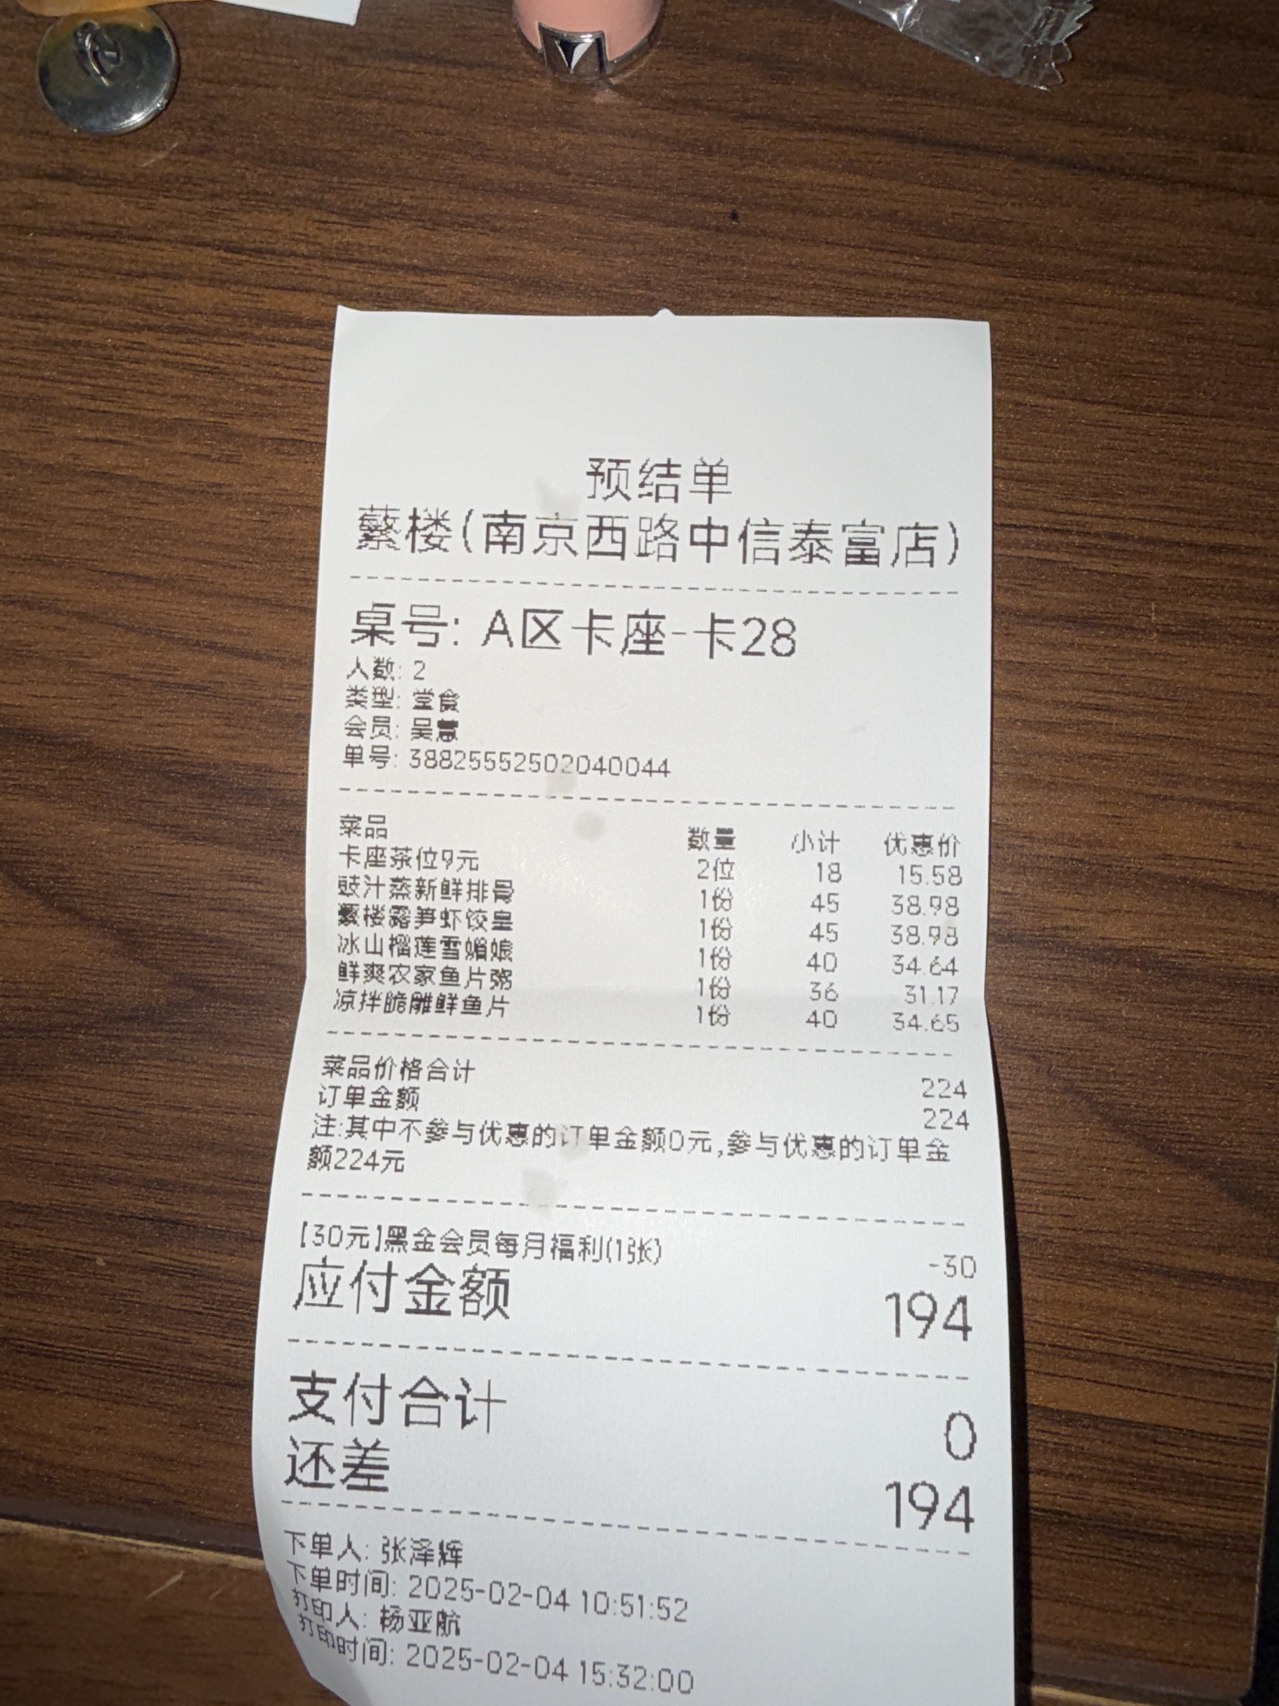 预结单
蘩楼(南京西路中信泰富店)
桌号: A区卡座-卡28
人数: 2
类型: 堂食
会员: 吴慧
单号: 38825552502040044
菜品 数量 小计 优惠价
卡座茶位9元 2位 18 15.58
豉汁蒸新鲜排骨 1份 45 38.98
蘩楼露笋虾饺皇 1份 45 38.98
冰山榴莲雪媚娘 1份 40 34.64
鲜爽农家鱼片粥 1份 36 31.17
凉拌脆雕鲜鱼片 1份 40 34.65
菜品价格合计 224
订单金额 224
注:其中不参与优惠的订单金额0元,参与优惠的订单金
额224元
【30元】黑金会员每月福利(1张) -30
应付金额 194
支付合计 0
还差 194
下单人: 张泽辉
下单时间: 2025-02-04 10:51:52
打印人: 杨亚航
打印时间: 2025-02-04 15:32:00